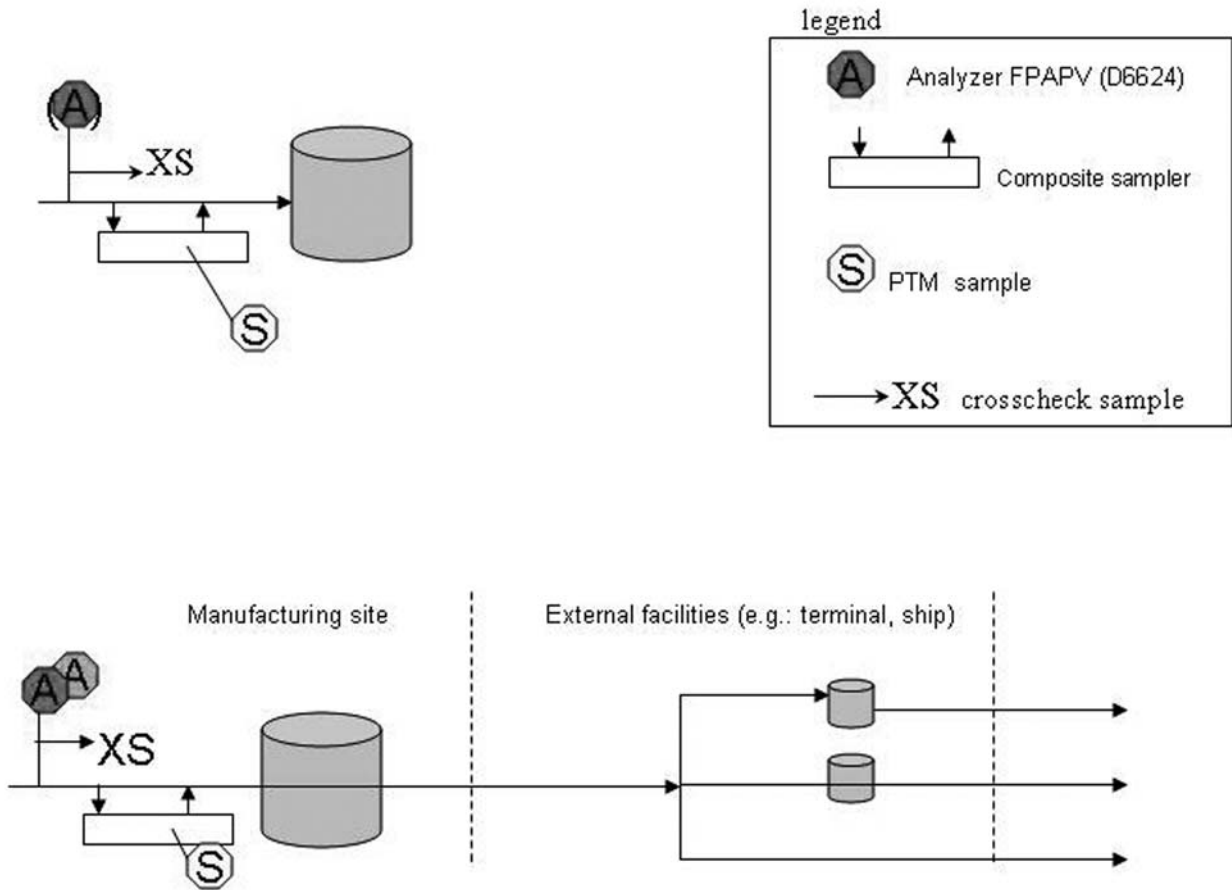 legend
A
Analyzer FPAPV (D6624)
(A)
XS
Composite sampler
S
PTM sample
S
XS crosscheck sample
Manufacturing site
External facilities (e.g.: terminal, ship)
A A
XS
S